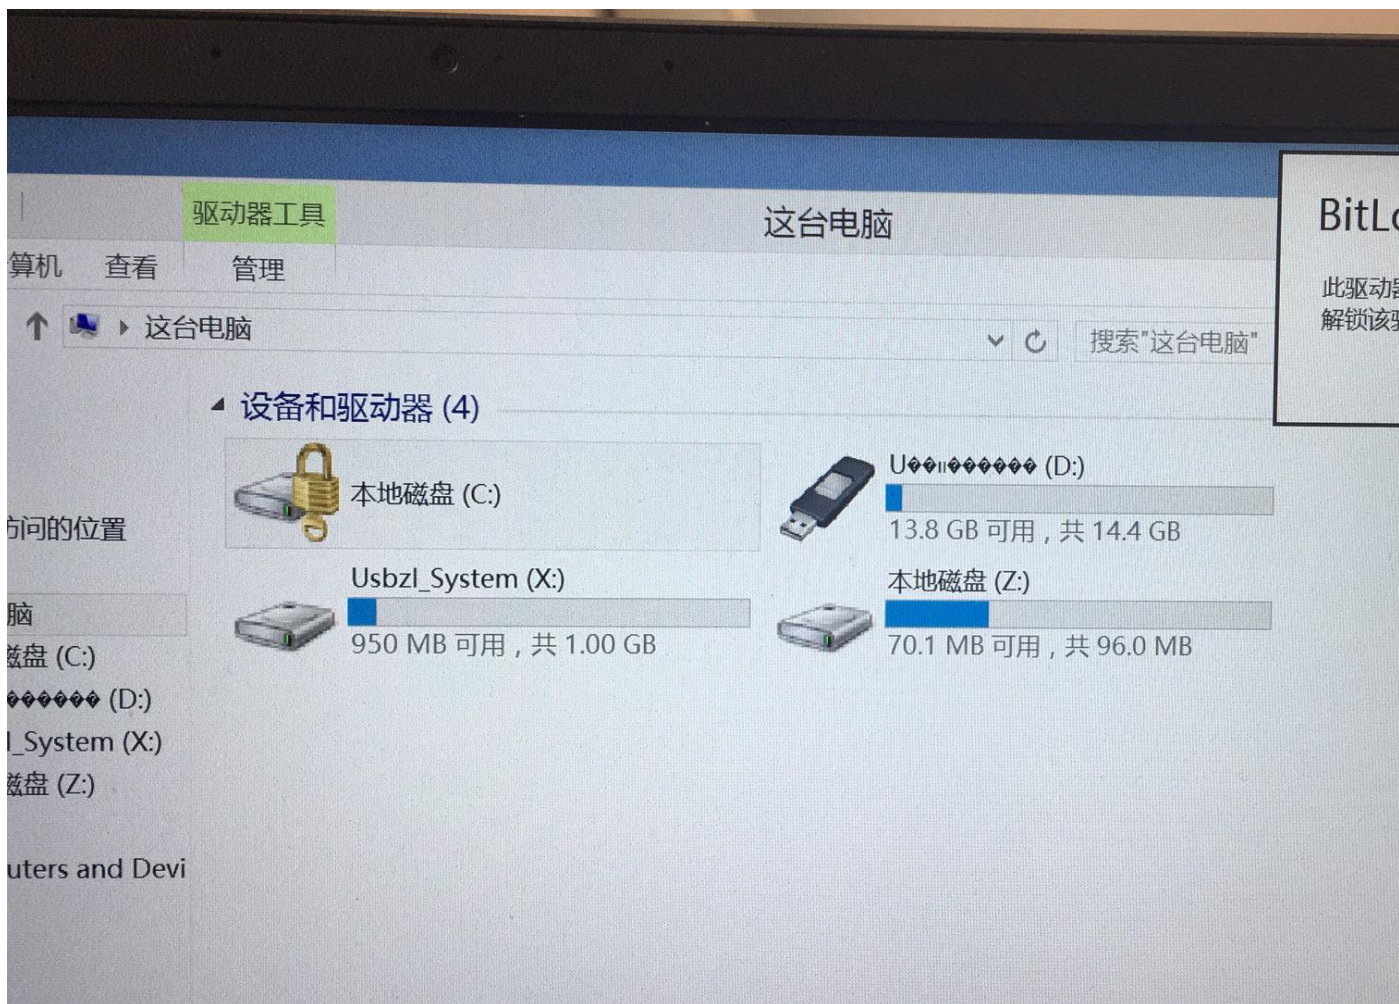 驱动器工具
这台电脑
算机
查看
管理
这台电脑
搜索"这台电脑"
BitLo
此驱动器
解锁该驱
设备和驱动器 (4)
本地磁盘 (C:)
U��װ������ (D:)
13.8 GB 可用，共 14.4 GB
Usbzl_System (X:)
950 MB 可用，共 1.00 GB
本地磁盘 (Z:)
70.1 MB 可用，共 96.0 MB
访问的位置
脑
磁盘 (C:)
������ (D:)
l_System (X:)
磁盘 (Z:)
uters and Devi